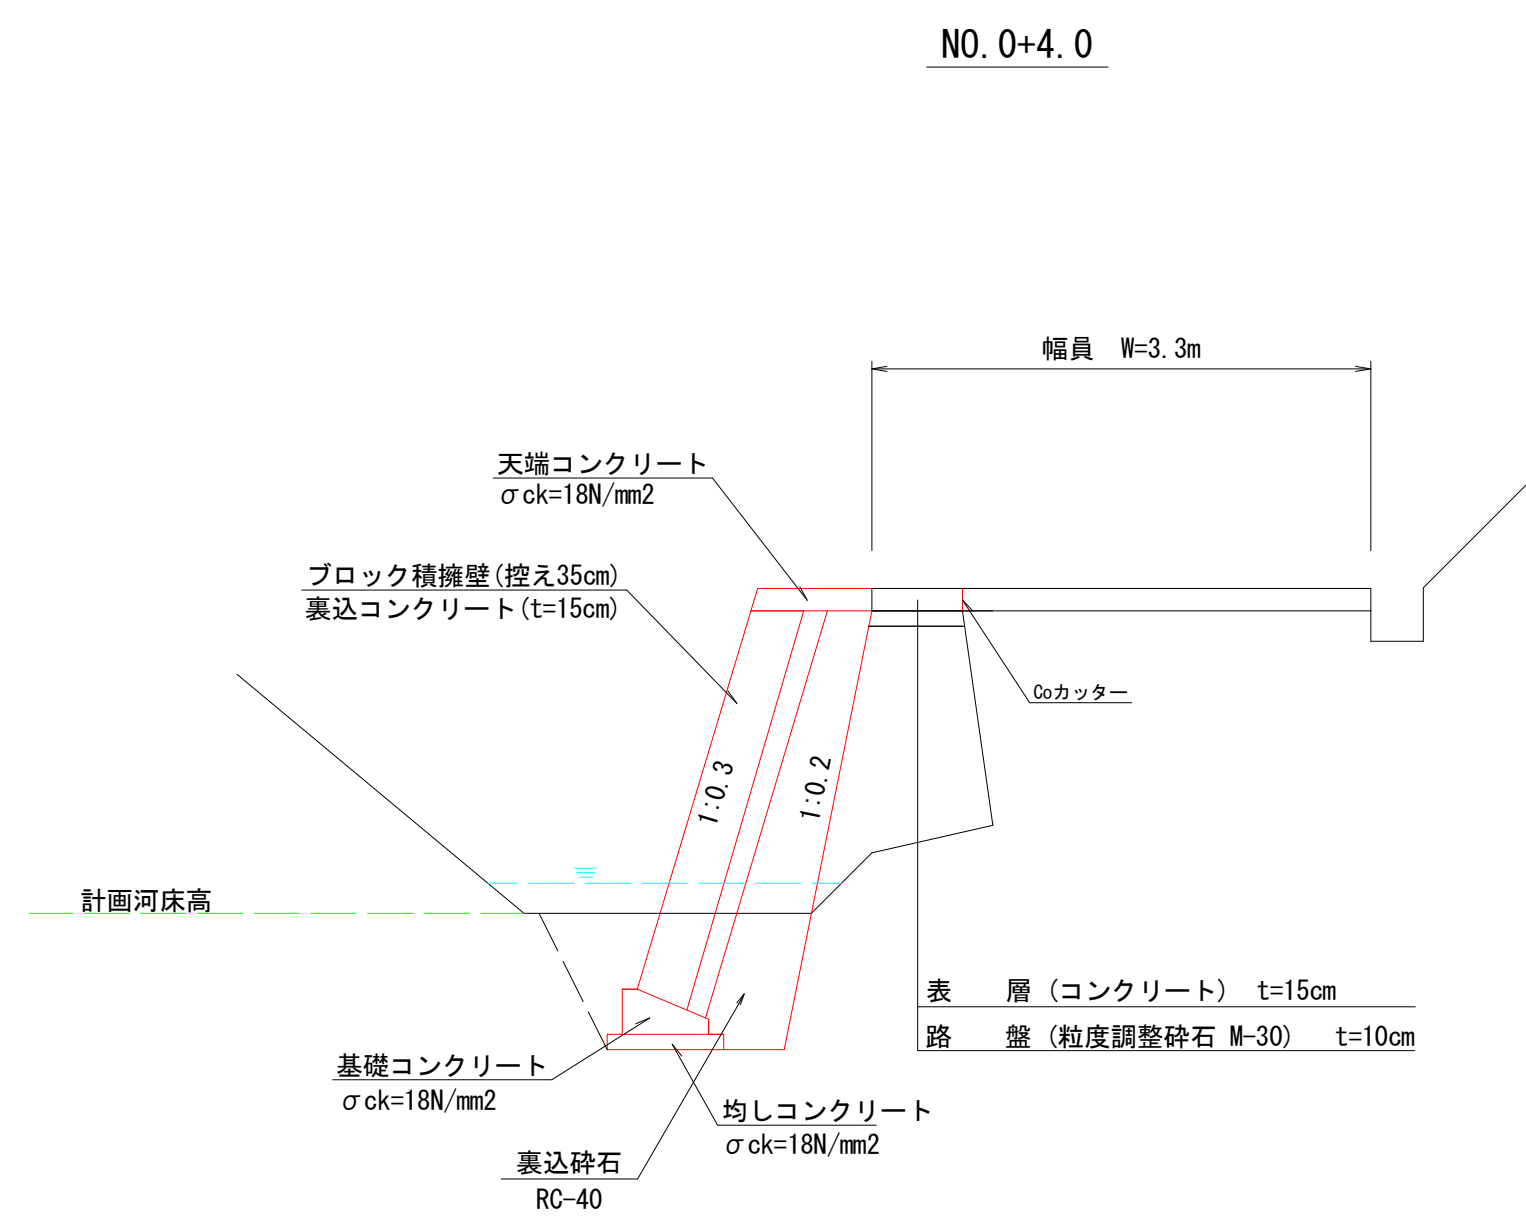 NO.0+4.0
幅員　W=3.3m
天端コンクリート
σck=18N/mm2
ブロック積擁壁(控え35cm)
裏込コンクリート(t=15cm)
Coカッター
1:0.3
1:0.2
計画河床高
表　　層（コンクリート）　t=15cm
路　　盤（粒度調整砕石 M-30）　t=10cm
基礎コンクリート
σck=18N/mm2
均しコンクリート
σck=18N/mm2
裏込砕石
RC-40